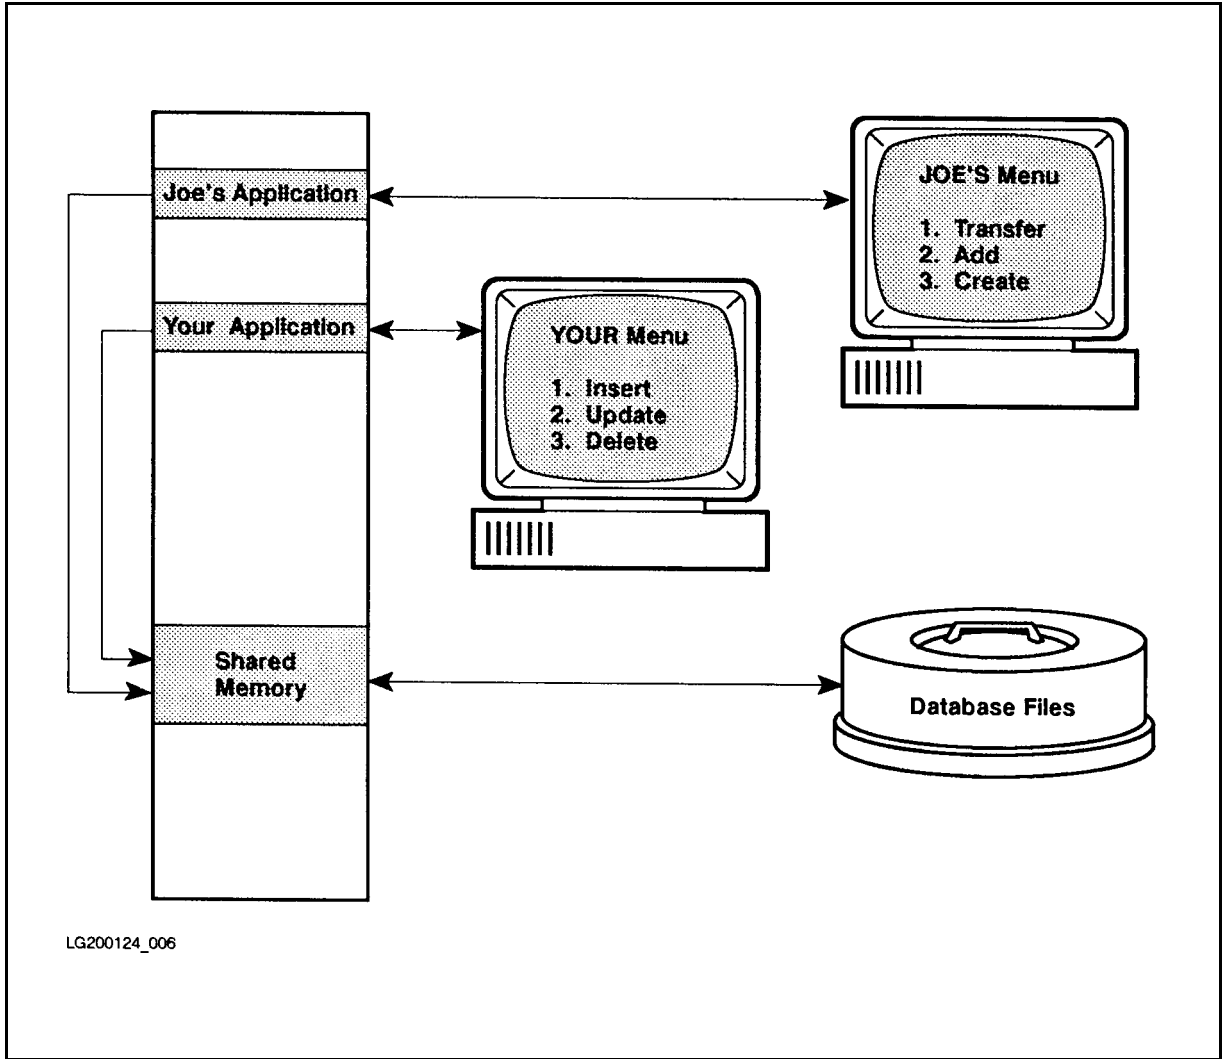 Joe's Application
JOE'S Menu
1. Transfer
2. Add
3. Create
Your Application
YOUR Menu
1. Insert
2. Update
3. Delete
Shared
Memory
Database Files
LG200124_006